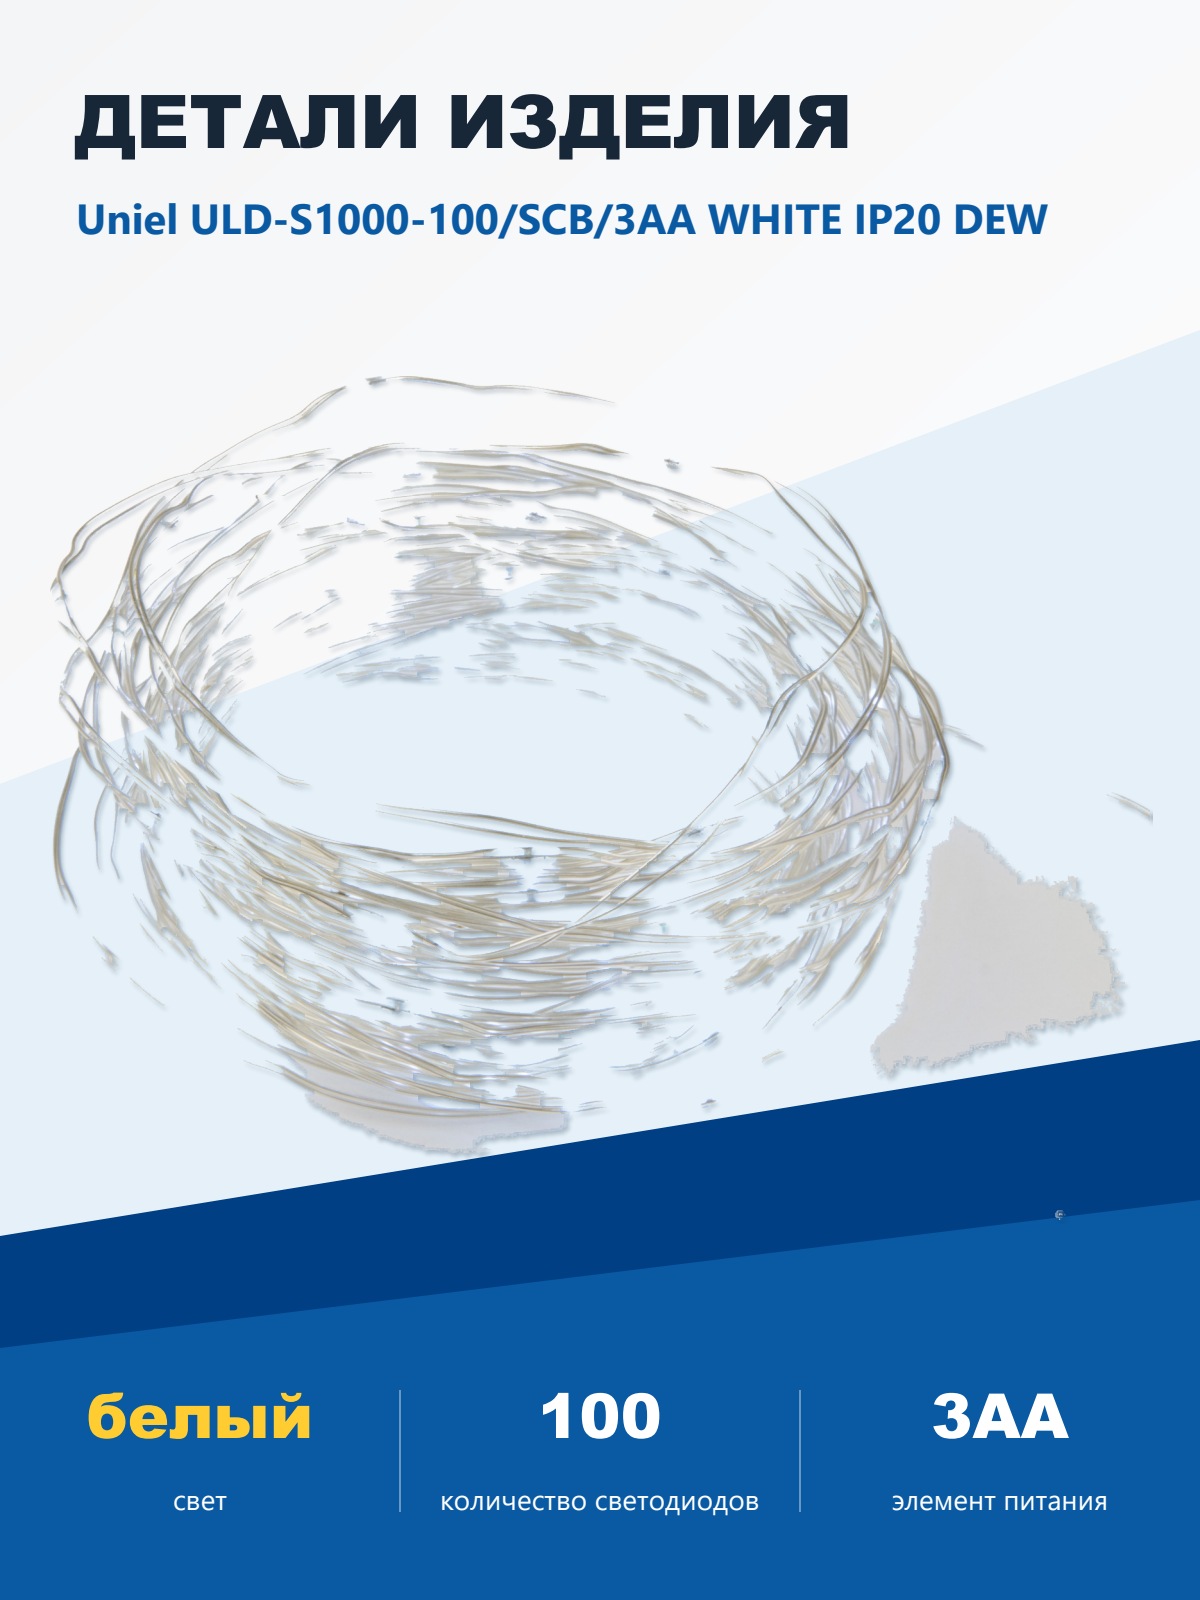 ДЕТАЛИ ИЗДЕЛИЯ
Uniel ULD-S1000-100/SCB/3AA WHITE IP20 DEW
белый
свет
100
количество светодиодов
3AA
элемент питания